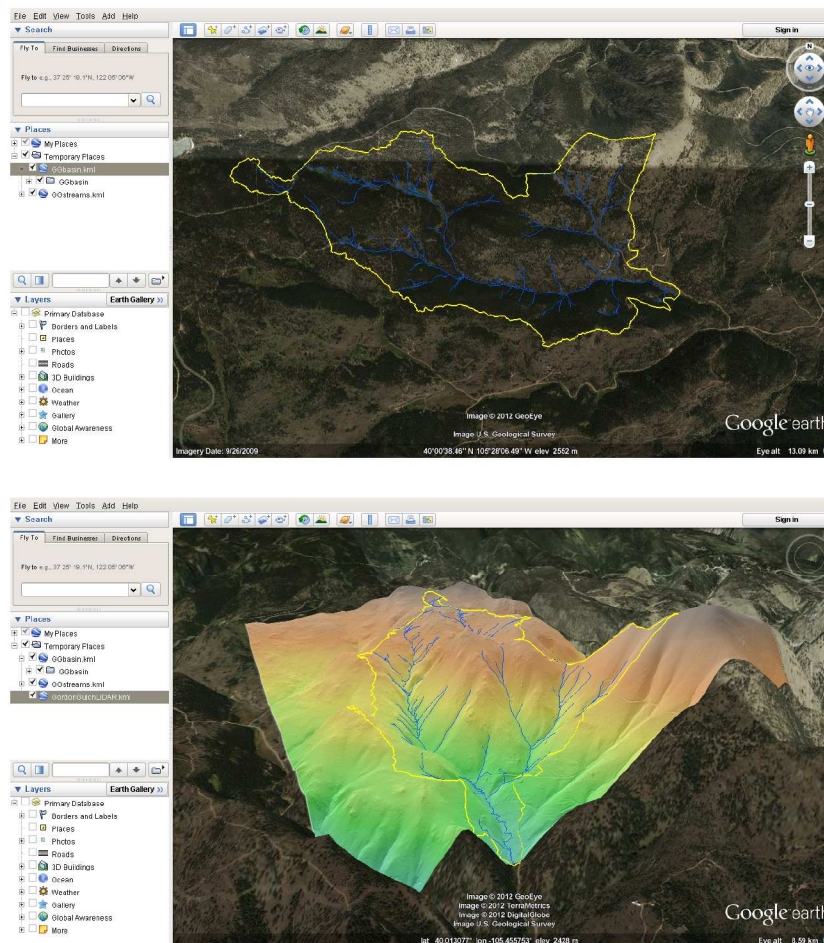 File Edit View Tools Add Help
▼ Search
Sign in
Fly To Find Businesses Directions
Fly to e.g., 37 25' 19.1"N, 122 05' 06"W
▼ Places
My Places
Temporary Places
GGbasin.kml
GGbasin
GGstreams.kml
▼ Layers
Earth Gallery »
Primary Database
Borders and Labels
Places
Photos
Roads
3D Buildings
Ocean
Weather
Gallery
Global Awareness
More
N
Image © 2012 GeoEye
Image U.S. Geological Survey
Google earth
Imagery Date: 9/26/2009
40°00'38.46" N 105°28'06.49" W elev 2552 m
Eye alt 13.09 km
File Edit View Tools Add Help
▼ Search
Sign in
Fly To Find Businesses Directions
Fly to e.g., 37 25' 19.1"N, 122 05' 06"W
▼ Places
My Places
Temporary Places
GGbasin.kml
GGbasin
GGstreams.kml
GordonGulchLIDAR.kml
▼ Layers
Earth Gallery »
Primary Database
Borders and Labels
Places
Photos
Roads
3D Buildings
Ocean
Weather
Gallery
Global Awareness
More
Image © 2012 GeoEye
Image © 2012 TerraMetrics
Image © 2012 DigitalGlobe
Image U.S. Geological Survey
Google earth
lat 40.013077° lon -105.455753° elev 2428 m
Eye alt 8.59 km